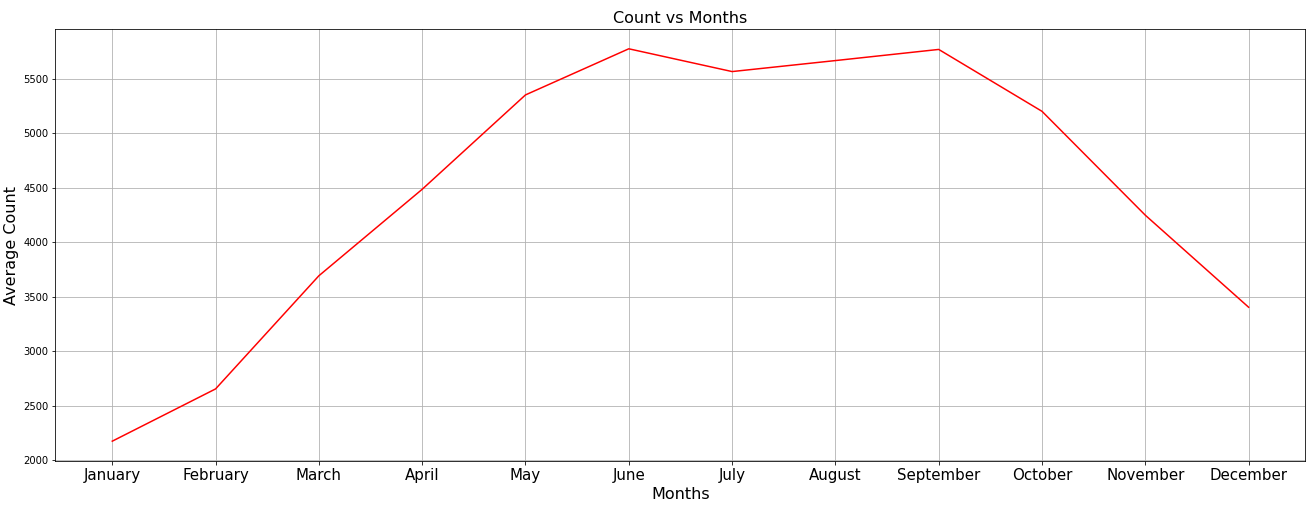 Count vs Months
Average Count
5500
5000
4500
4000
3500
3000
2500
2000
January February March April May June July August September October November December
Months